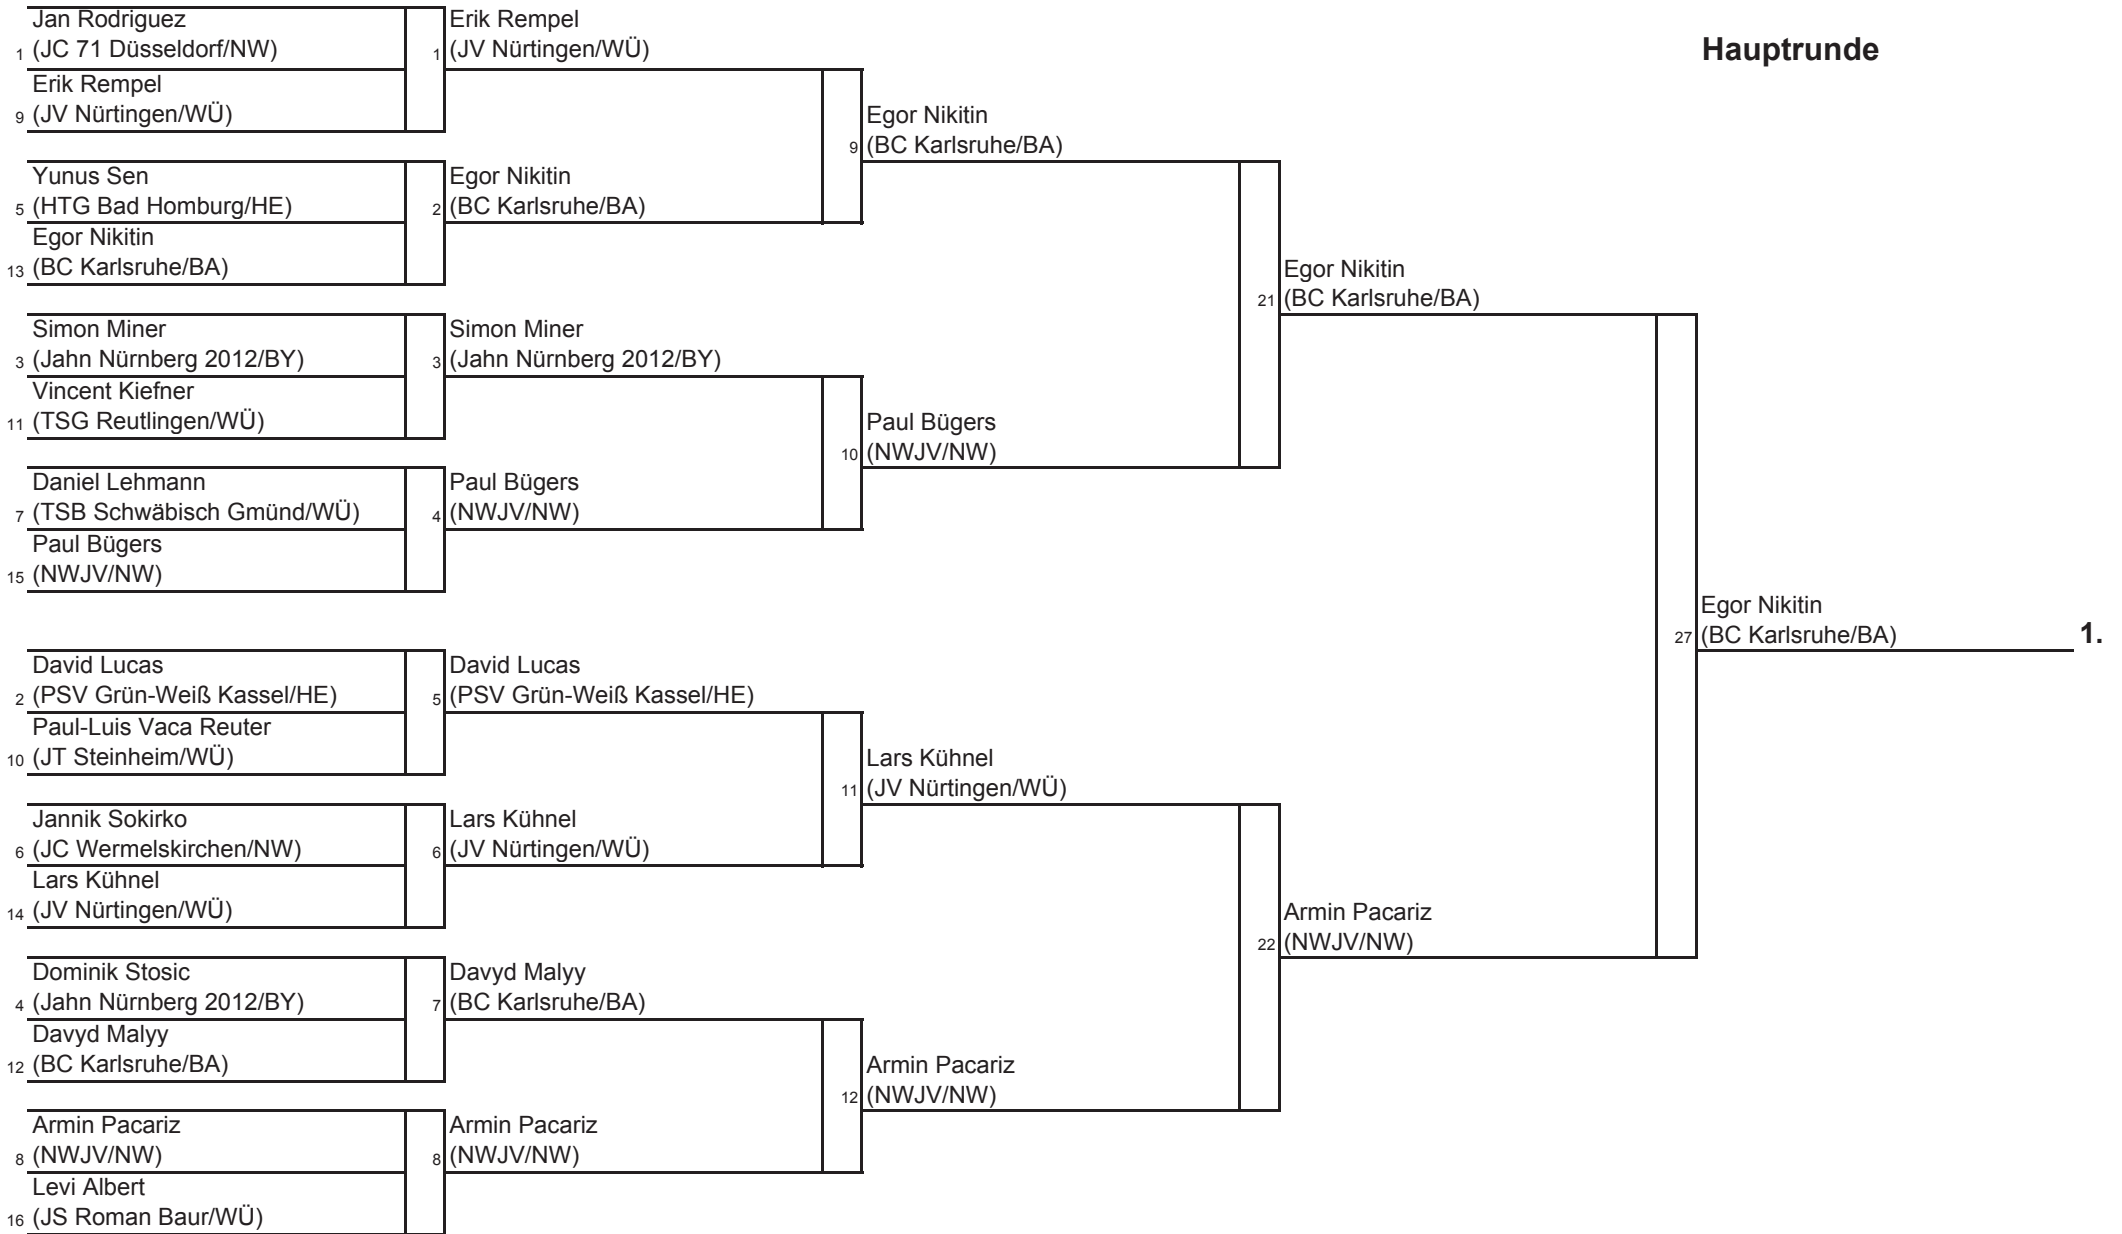 Hauptrunde
Jan Rodriguez
1 (JC 71 Düsseldorf/NW)
Erik Rempel
9 (JV Nürtingen/WÜ)
Yunus Sen
5 (HTG Bad Homburg/HE)
Egor Nikitin
13 (BC Karlsruhe/BA)
Simon Miner
3 (Jahn Nürnberg 2012/BY)
Vincent Kiefner
11 (TSG Reutlingen/WÜ)
Daniel Lehmann
7 (TSB Schwäbisch Gmünd/WÜ)
Paul Bügers
15 (NWJV/NW)
David Lucas
2 (PSV Grün-Weiß Kassel/HE)
Paul-Luis Vaca Reuter
10 (JT Steinheim/WÜ)
Jannik Sokirko
6 (JC Wermelskirchen/NW)
Lars Kühnel
14 (JV Nürtingen/WÜ)
Dominik Stosic
4 (Jahn Nürnberg 2012/BY)
Davyd Malyy
12 (BC Karlsruhe/BA)
Armin Pacariz
8 (NWJV/NW)
Levi Albert
16 (JS Roman Baur/WÜ)
Erik Rempel
1 (JV Nürtingen/WÜ)
Egor Nikitin
2 (BC Karlsruhe/BA)
Simon Miner
3 (Jahn Nürnberg 2012/BY)
Paul Bügers
4 (NWJV/NW)
David Lucas
5 (PSV Grün-Weiß Kassel/HE)
Lars Kühnel
6 (JV Nürtingen/WÜ)
Davyd Malyy
7 (BC Karlsruhe/BA)
Armin Pacariz
8 (NWJV/NW)
Egor Nikitin
9 (BC Karlsruhe/BA)
Paul Bügers
10 (NWJV/NW)
Lars Kühnel
11 (JV Nürtingen/WÜ)
Armin Pacariz
12 (NWJV/NW)
Egor Nikitin
21 (BC Karlsruhe/BA)
Armin Pacariz
22 (NWJV/NW)
Egor Nikitin
27 (BC Karlsruhe/BA) 1.